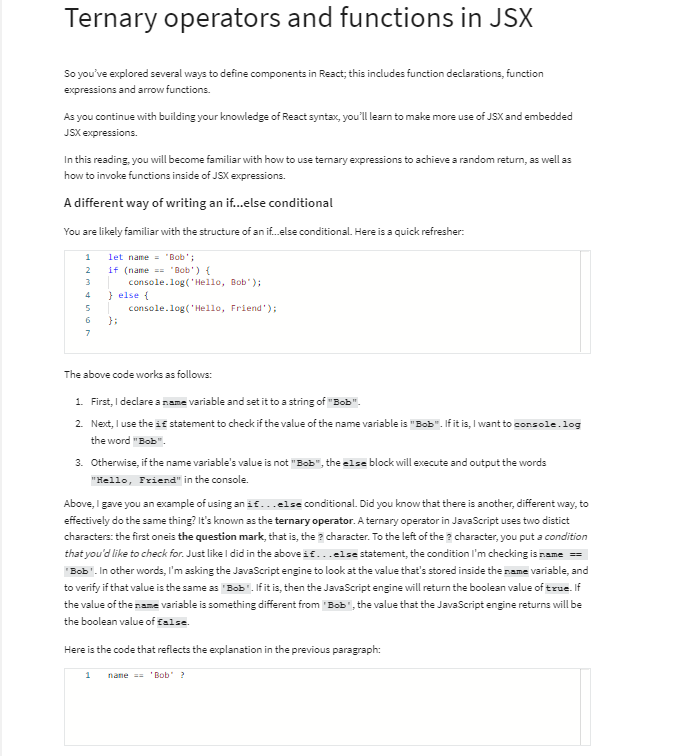 Ternary operators and functions in JSX
So you've explored several ways to define components in React; this includes function declarations, function
expressions and arrow functions.
As you continue with building your knowledge of React syntax, you'll learn to make more use of JSX and embedded
JSX expressions.
In this reading, you will become familiar with how to use ternary expressions to achieve a random return, as well as
how to invoke functions inside of JSX expressions.
A different way of writing an if...else conditional
You are likely familiar with the structure of an if...else conditional. Here is a quick refresher:
1 let name = 'Bob';
2 if (name == 'Bob') {
3 console.log('Hello, Bob');
4 } else {
5 console.log('Hello, Friend');
6 };
7
The above code works as follows:
1. First, I declare a name variable and set it to a string of "Bob".
2. Next, I use the if statement to check if the value of the name variable is "Bob". If it is, I want to console.log
the word "Bob".
3. Otherwise, if the name variable's value is not "Bob", the else block will execute and output the words
"Hello, Friend" in the console.
Above, I gave you an example of using an if...else conditional. Did you know that there is another, different way, to
effectively do the same thing? It's known as the ternary operator. A ternary operator in JavaScript uses two distict
characters: the first oneis the question mark, that is, the ? character. To the left of the ? character, you put a condition
that you'd like to check for. Just like I did in the above if...else statement, the condition I'm checking is name ==
'Bob'. In other words, I'm asking the JavaScript engine to look at the value that's stored inside the name variable, and
to verify if that value is the same as 'Bob'. If it is, then the JavaScript engine will return the boolean value of true. If
the value of the name variable is something different from 'Bob', the value that the JavaScript engine returns will be
the boolean value of false.
Here is the code that reflects the explanation in the previous paragraph:
1 name == 'Bob' ?